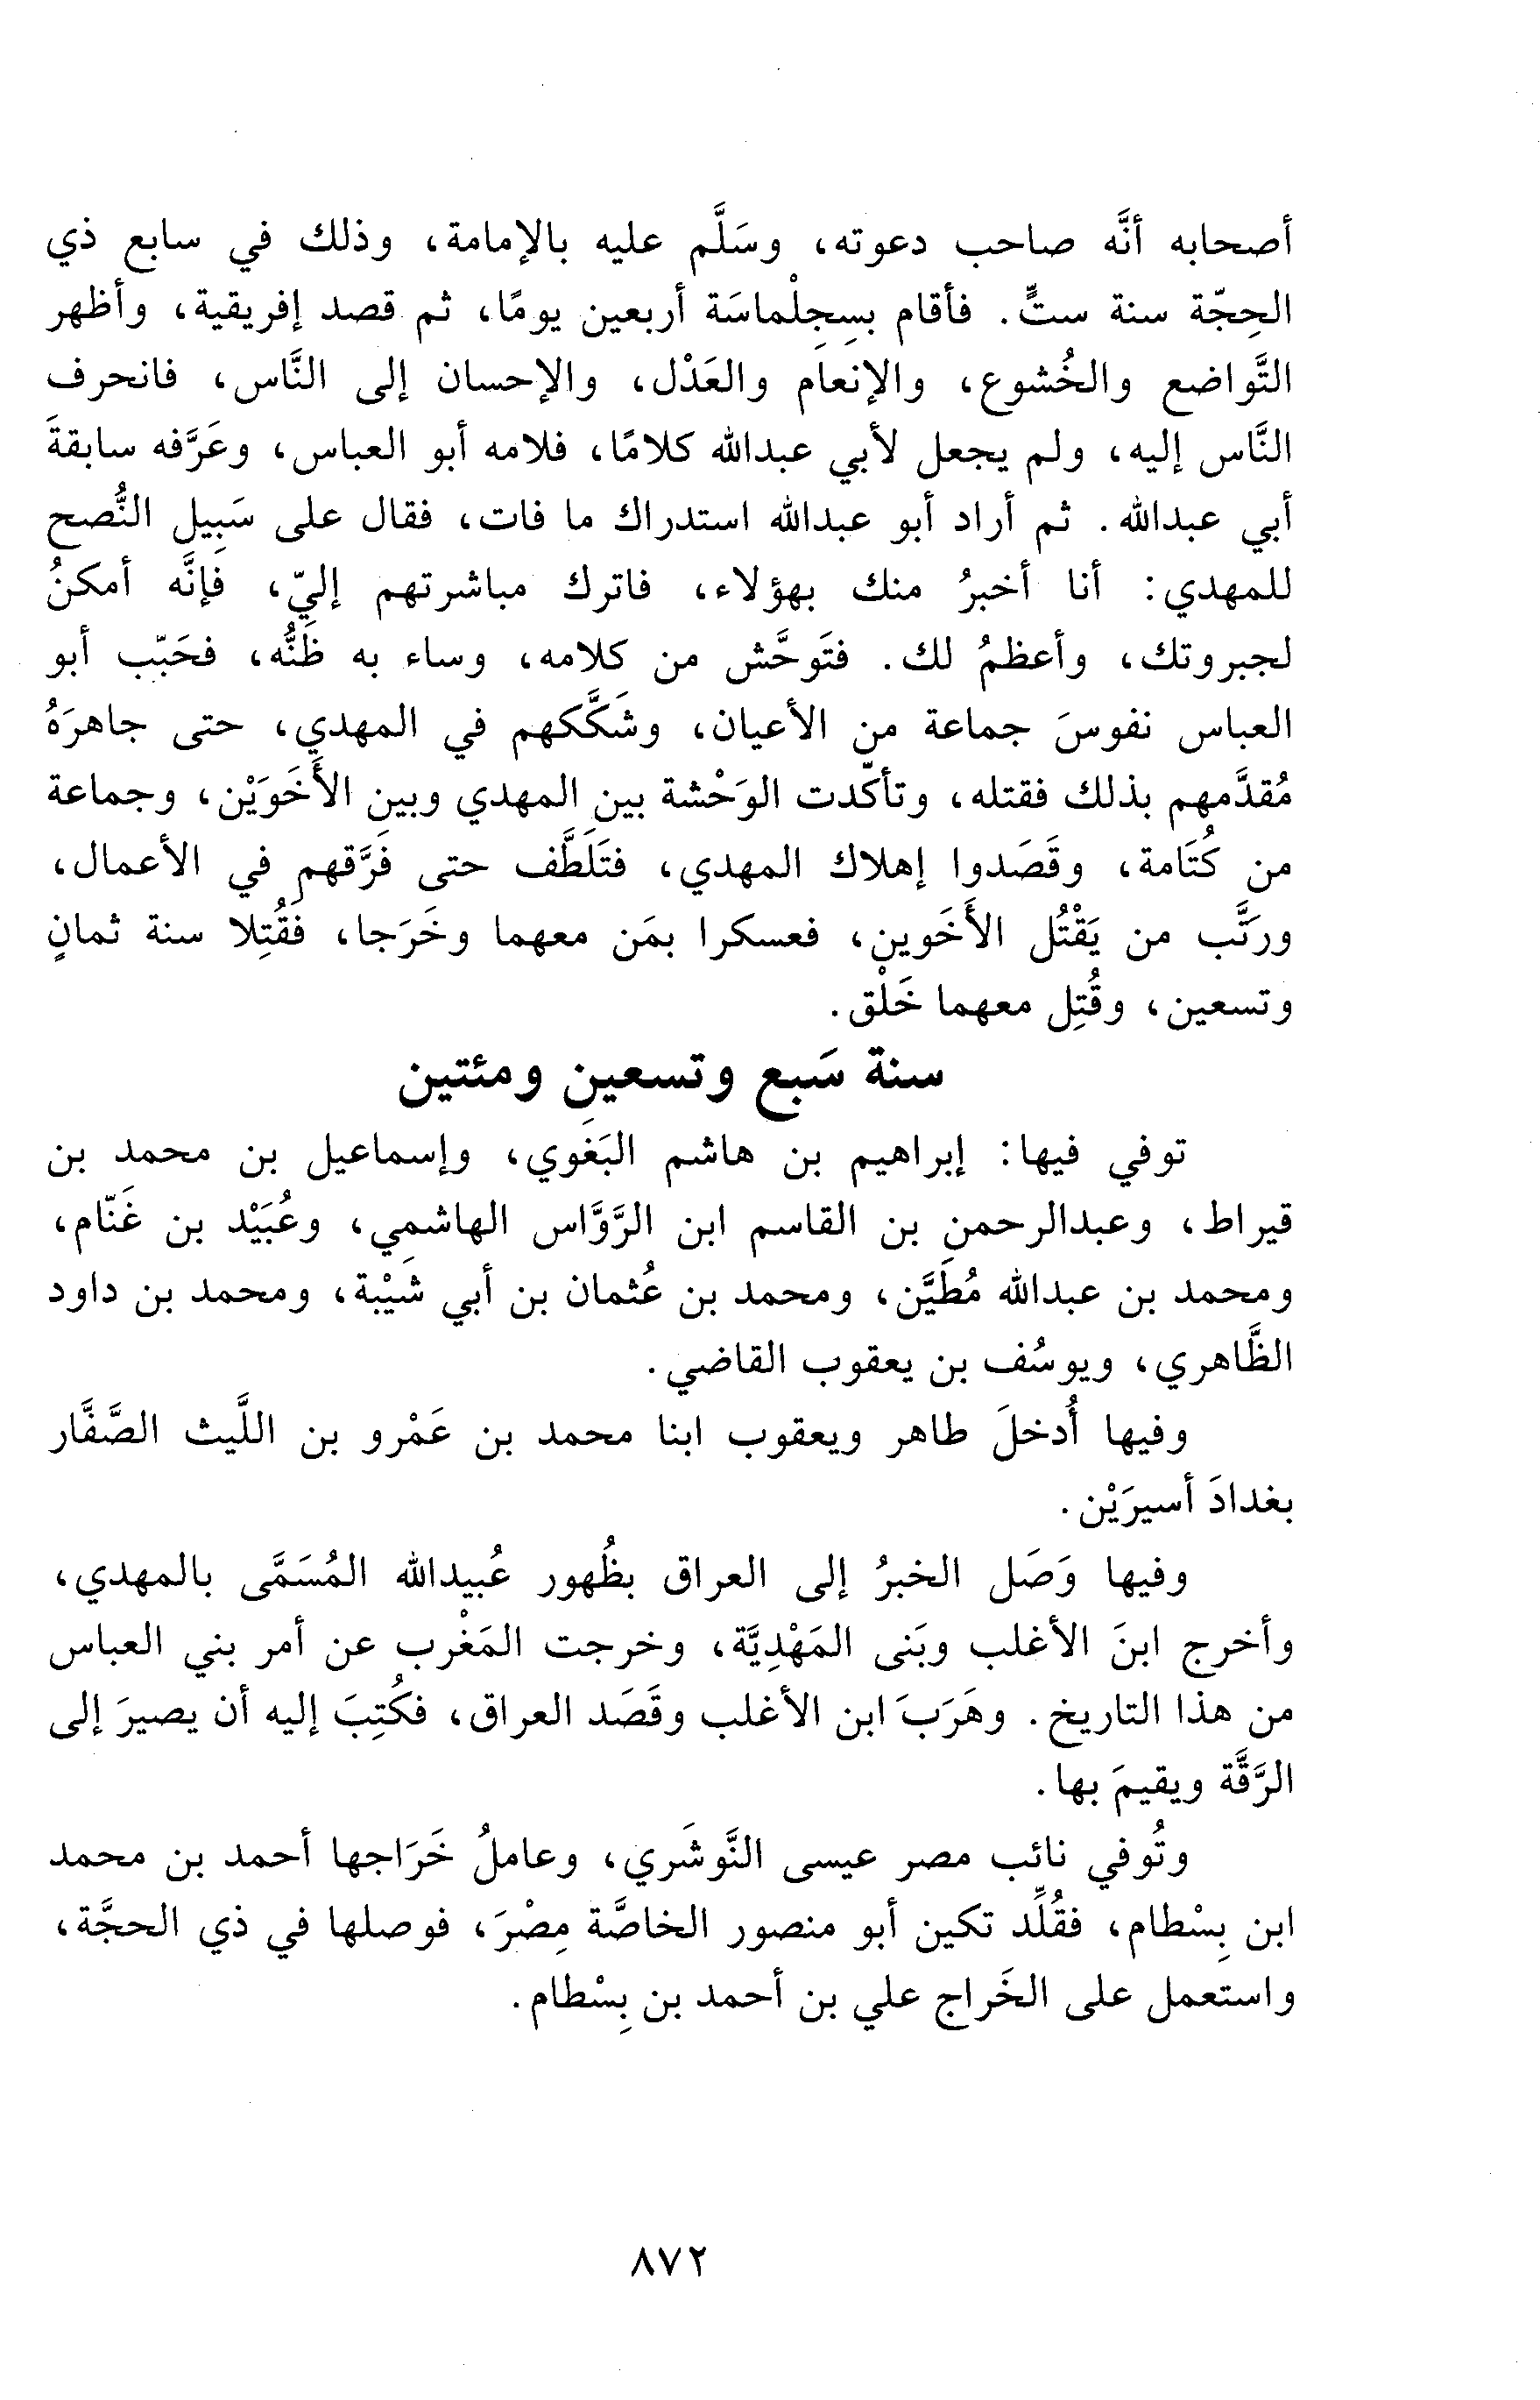 أصحابه أنَّه صاحب دعوته، وسَلَّم عليه بالإمامة، وذلك في سابع ذي
الحِجّة سنة ستٍّ. فأقام بسِجِلْماسَة أربعين يومًا، ثم قصد إفريقية، وأظهر
التَّواضع والخُشوع، والإنعام والعَدْل، والإحسان إلى النَّاس، فانحرف
النَّاس إليه، ولم يجعل لأبي عبدالله كلامًا، فلامه أبو العباس، وعَرَّفه سابقةَ
أبي عبدالله. ثم أراد أبو عبدالله استدراك ما فات، فقال على سَبِيل النُّصح
للمهدي: أنا أخبرُ منك بهؤلاء، فاترك مباشرتهم إليّ، فإنَّه أمكنُ
لجبروتك، وأعظمُ لك. فتَوحَّش من كلامه، وساء به ظَنُّه، فحَبّب أبو
العباس نفوسَ جماعة من الأعيان، وشَكَّكهم في المهدي، حتى جاهرَهُ
مُقدَّمهم بذلك فقتله، وتأكّدت الوَحْشة بين المهدي وبين الأَخَوَيْن، وجماعة
من كُتَامة، وقَصَدوا إهلاك المهدي، فتَلَطَّف حتى فَرَّقهم في الأعمال،
ورتَّب من يَقْتُل الأَخَوين، فعسكرا بمَن معهما وخَرَجا، فقُتِلا سنة ثمانٍ
وتسعين، وقُتِل معهما خَلْق.
سنة سَبع وتسعين ومئتين
توفي فيها: إبراهيم بن هاشم البَغَوي، وإسماعيل بن محمد بن
قيراط، وعبدالرحمن بن القاسم ابن الرَّوَّاس الهاشمي، وعُبَيْد بن غَنّام،
ومحمد بن عبدالله مُطَيَّن، ومحمد بن عُثمان بن أبي شَيْبة، ومحمد بن داود
الظَّاهري، ويوسُف بن يعقوب القاضي.
وفيها أُدخلَ طاهر ويعقوب ابنا محمد بن عَمْرو بن اللَّيث الصَّفَّار
بغدادَ أسيرَيْن.
وفيها وَصَل الخبرُ إلى العراق بظُهور عُبيدالله المُسَمَّى بالمهدي،
وأخرج ابنَ الأغلب وبَنى المَهْدِيَّة، وخرجت المَغْرب عن أمر بني العباس
من هذا التاريخ. وهَرَبَ ابن الأغلب وقَصَد العراق، فكُتِبَ إليه أن يصيرَ إلى
الرَّقَّة ويقيمَ بها.
وتُوفي نائب مصر عيسى النَّوشَري، وعاملُ خَرَاجها أحمد بن محمد
ابن بِسْطام، فقُلِّد تكين أبو منصور الخاصَّة مِصْرَ، فوصلها في ذي الحجَّة،
واستعمل على الخَراج علي بن أحمد بن بِسْطام.
٨٧٢